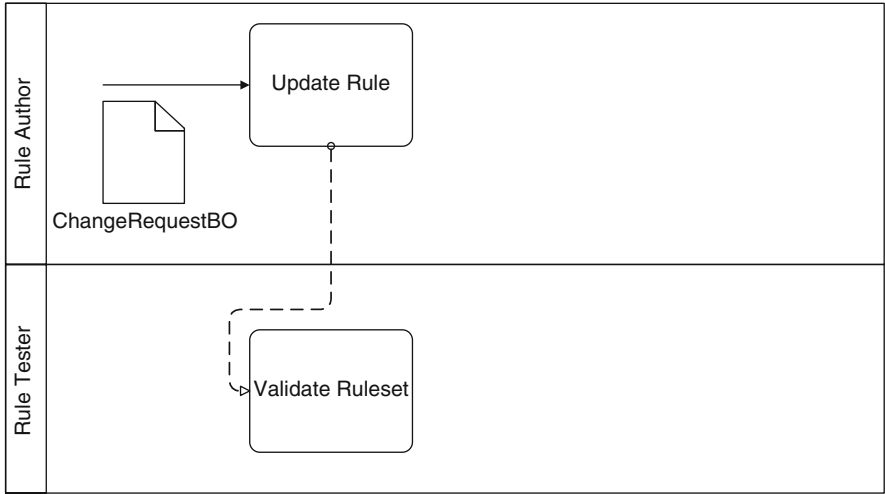 Rule Author
Update Rule
ChangeRequestBO
Rule Tester
Validate Ruleset